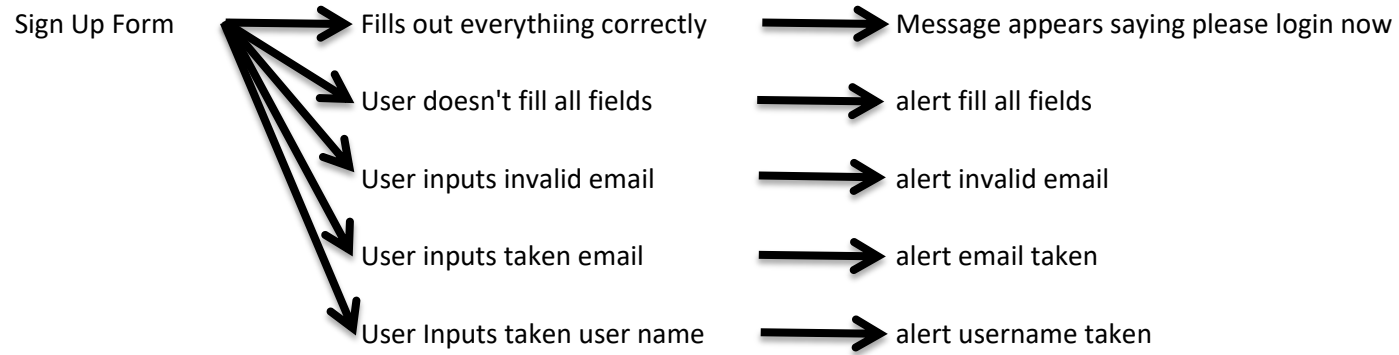 Sign Up Form Fills out everythiing correctly Message appears saying please login now
User doesn't fill all fields alert fill all fields
User inputs invalid email alert invalid email
User inputs taken email alert email taken
User Inputs taken user name alert username taken